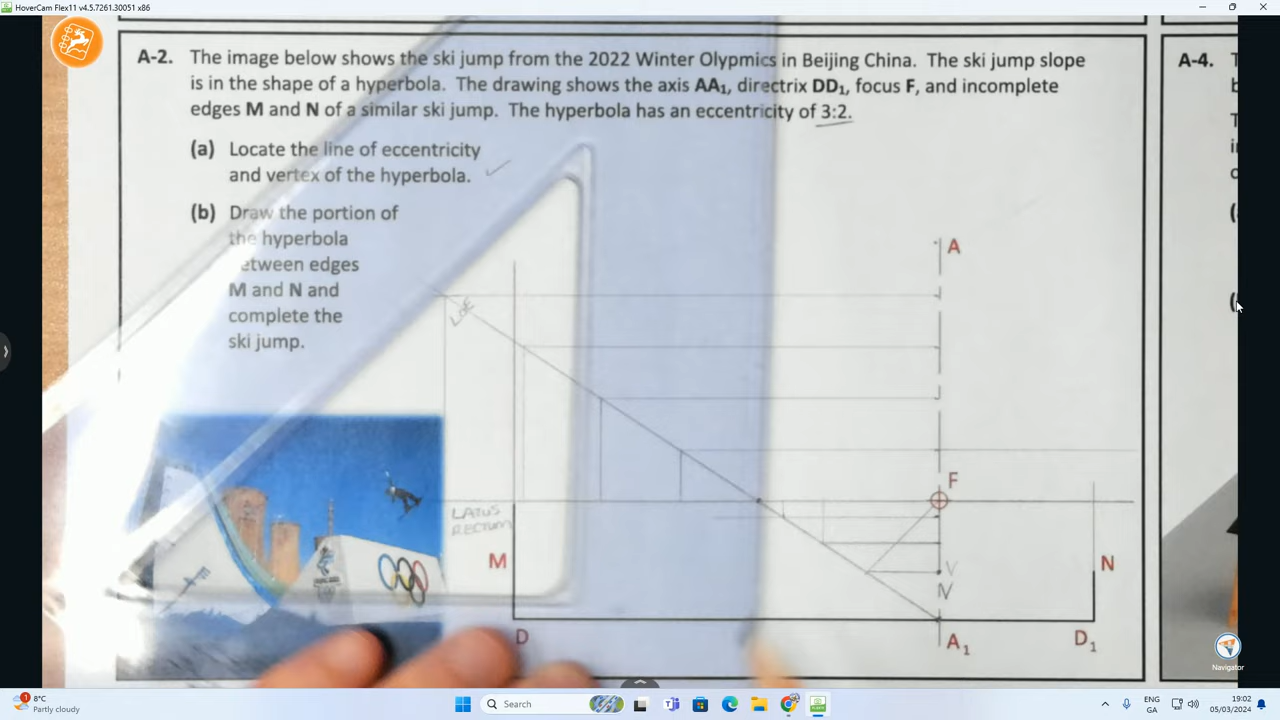 HoverCam Flex11 v4.5.7261.30051 x86
A-2. The image below shows the ski jump from the 2022 Winter Olypmics in Beijing China. The ski jump slope
is in the shape of a hyperbola. The drawing shows the axis AA1, directrix DD1, focus F, and incomplete
edges M and N of a similar ski jump. The hyperbola has an eccentricity of 3:2.
(a) Locate the line of eccentricity
and vertex of the hyperbola.
(b) Draw the portion of
the hyperbola
etween edges
M and N and
complete the
ski jump.
A-4.
A
LOE
F
LATUS
RECTUM
M
N
V
V
D
A1
D1
Navigator
8°C
Partly cloudy
Search
ENG
GA
19:02
05/03/2024